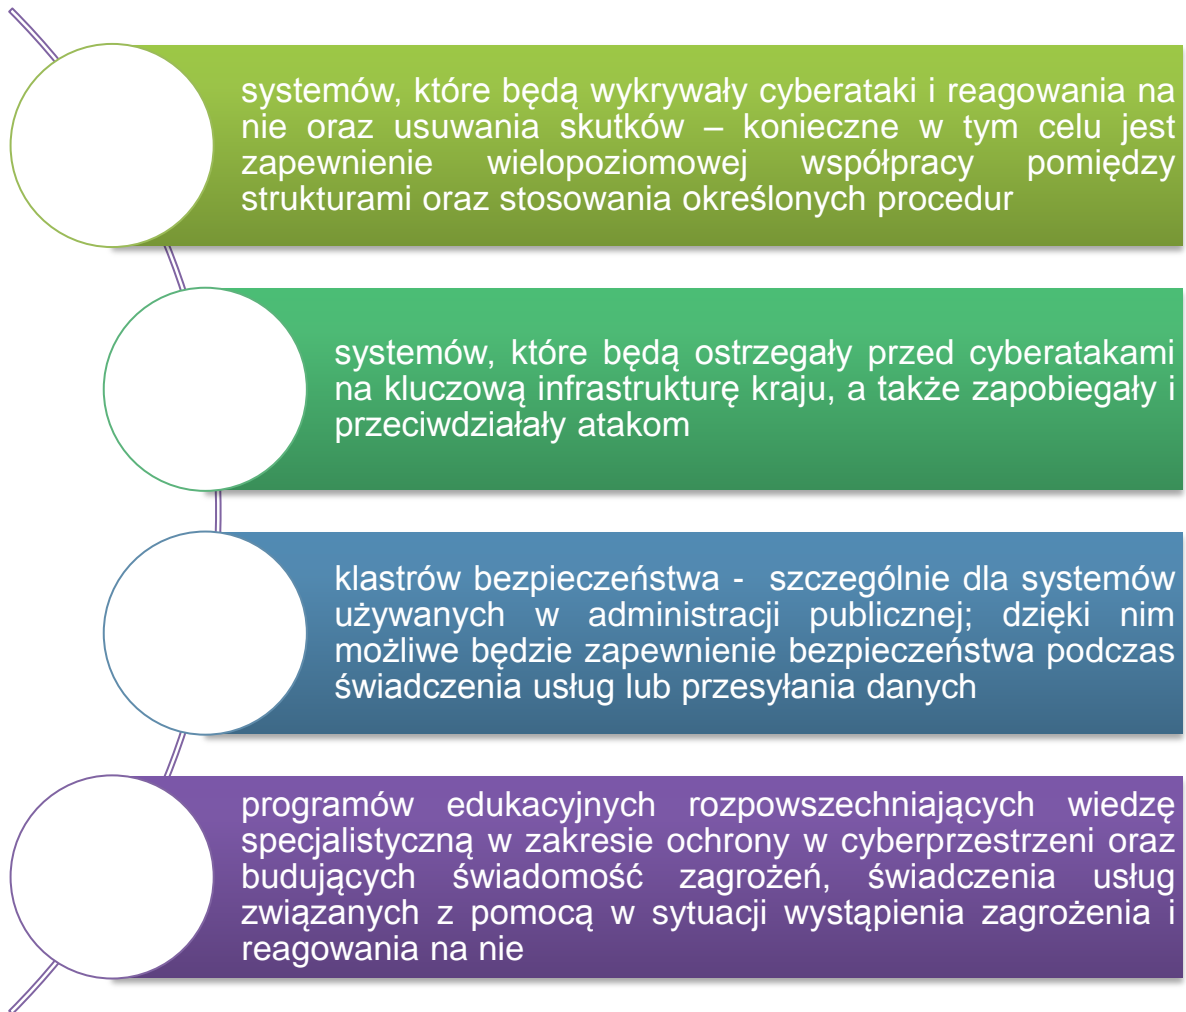 systemów, które będą wykrywały cyberataki i reagowania na
nie oraz usuwania skutków – konieczne w tym celu jest
zapewnienie wielopoziomowej współpracy pomiędzy
strukturami oraz stosowania określonych procedur
systemów, które będą ostrzegały przed cyberatakami
na kluczową infrastrukturę kraju, a także zapobiegały i
przeciwdziałały atakom
klastrów bezpieczeństwa - szczególnie dla systemów
używanych w administracji publicznej; dzięki nim
możliwe będzie zapewnienie bezpieczeństwa podczas
świadczenia usług lub przesyłania danych
programów edukacyjnych rozpowszechniających wiedzę
specjalistyczną w zakresie ochrony w cyberprzestrzeni oraz
budujących świadomość zagrożeń, świadczenia usług
związanych z pomocą w sytuacji wystąpienia zagrożenia i
reagowania na nie